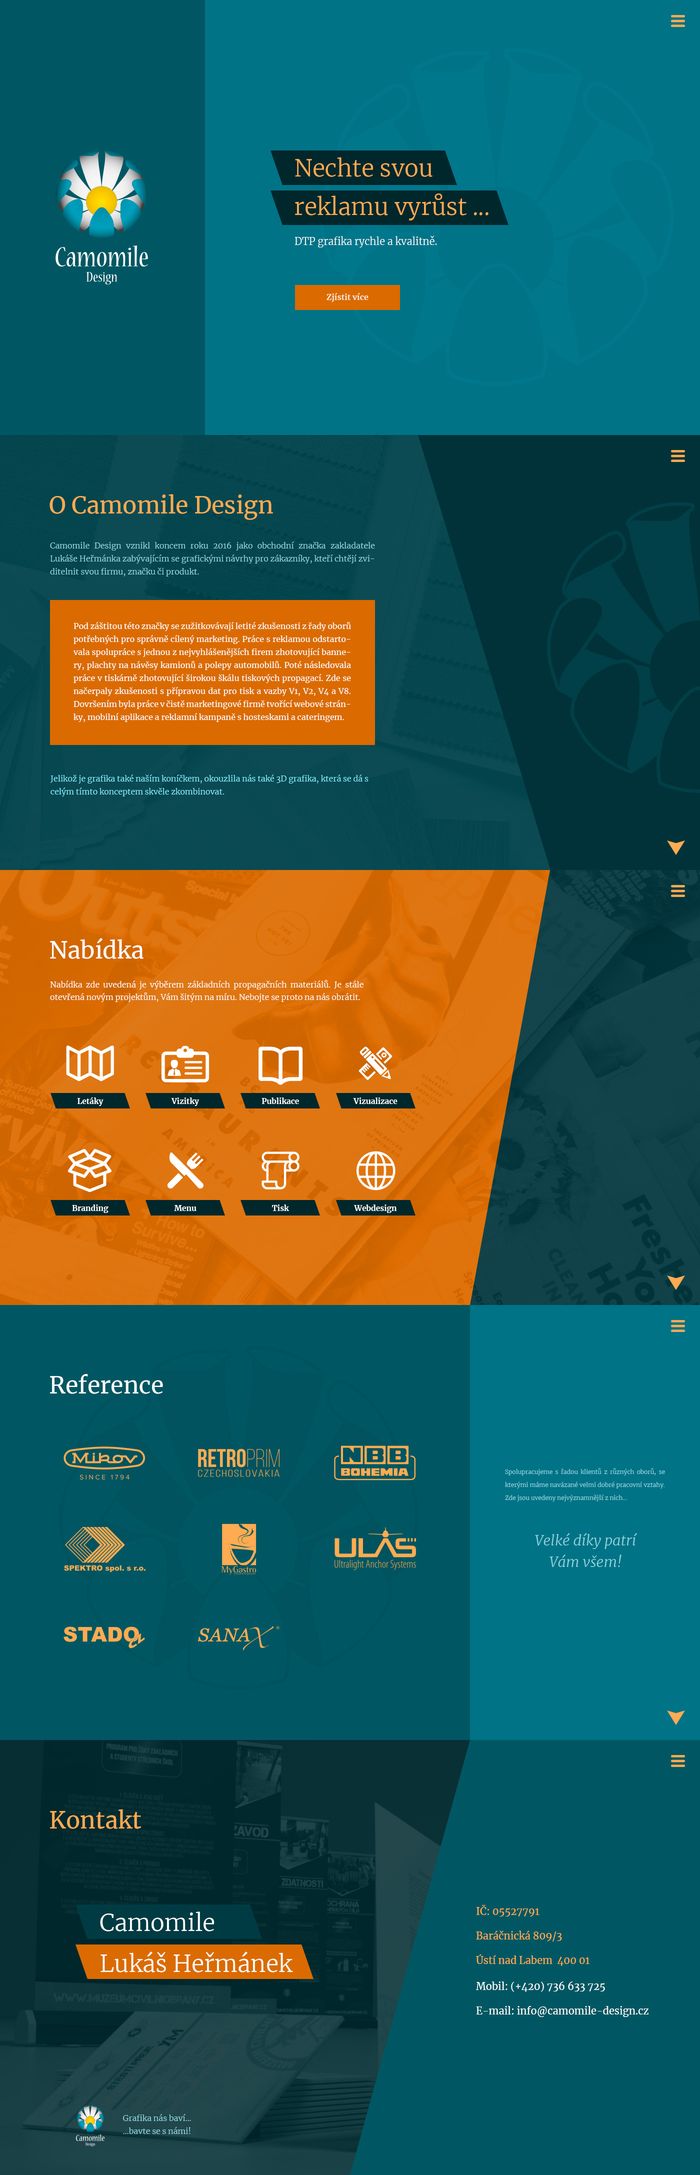 Camomile
Design
Nechte svou
reklamu vyrůst ...
DTP grafika rychle a kvalitně.
Zjistit více
O Camomile Design
Camomile Design vznikl koncem roku 2016 jako obchodní značka zakladatele
Lukáše Heřmánka zabývajícím se grafickými návrhy pro zákazníky, kteří chtějí zvi-
ditelnit svou firmu, značku či produkt.
Pod záštitou této značky se zužitkovávají letité zkušenosti z řady oborů
potřebných pro správně cílený marketing. Práce s reklamou odstarto-
vala spolupráce s jednou z nejvyhlášenějších firem zhotovující banne-
ry, plachty na návěsy kamionů a polepy automobilů. Poté následovala
práce v tiskárně zhotovující širokou škálu tiskových propagací. Zde se
načerpaly zkušenosti s přípravou dat pro tisk a vazby V1, V2, V4 a V8.
Dovršením byla práce v čistě marketingové firmě tvořící webové strán-
ky, mobilní aplikace a reklamní kampaně s hosteskami a cateringem.
Jelikož je grafika také naším koníčkem, okouzlila nás také 3D grafika, která se dá s
celým tímto konceptem skvěle zkombinovat.
Nabídka
Nabídka zde uvedená je výběrem základních propagačních materiálů. Je stále
otevřená novým projektům, Vám šitým na míru. Nebojte se proto na nás obrátit.
Letáky
Vizitky
Publikace
Vizualizace
Branding
Menu
Tisk
Webdesign
Reference
Mikov
SINCE 1794
RETROPRIM
CZECHOSLOVAKIA
NBB
BOHEMIA
SPEKTRO spol. s r.o.
MyGastro
ULAS
Ultralight Anchor Systems
STADO
SANAX
Spolupracujeme s řadou klientů z různých oborů, se
kterými máme navázané velmi dobré pracovní vztahy.
Zde jsou uvedeny nejvýznamnější z nich...
Velké díky patří
Vám všem!
Kontakt
Camomile
Lukáš Heřmánek
IČ: 05527791
Baráčnická 809/3
Ústí nad Labem 400 01
Mobil: (+420) 736 633 725
E-mail: info@camomile-design.cz
Camomile
Design
Grafika nás baví...
...bavte se s námi!